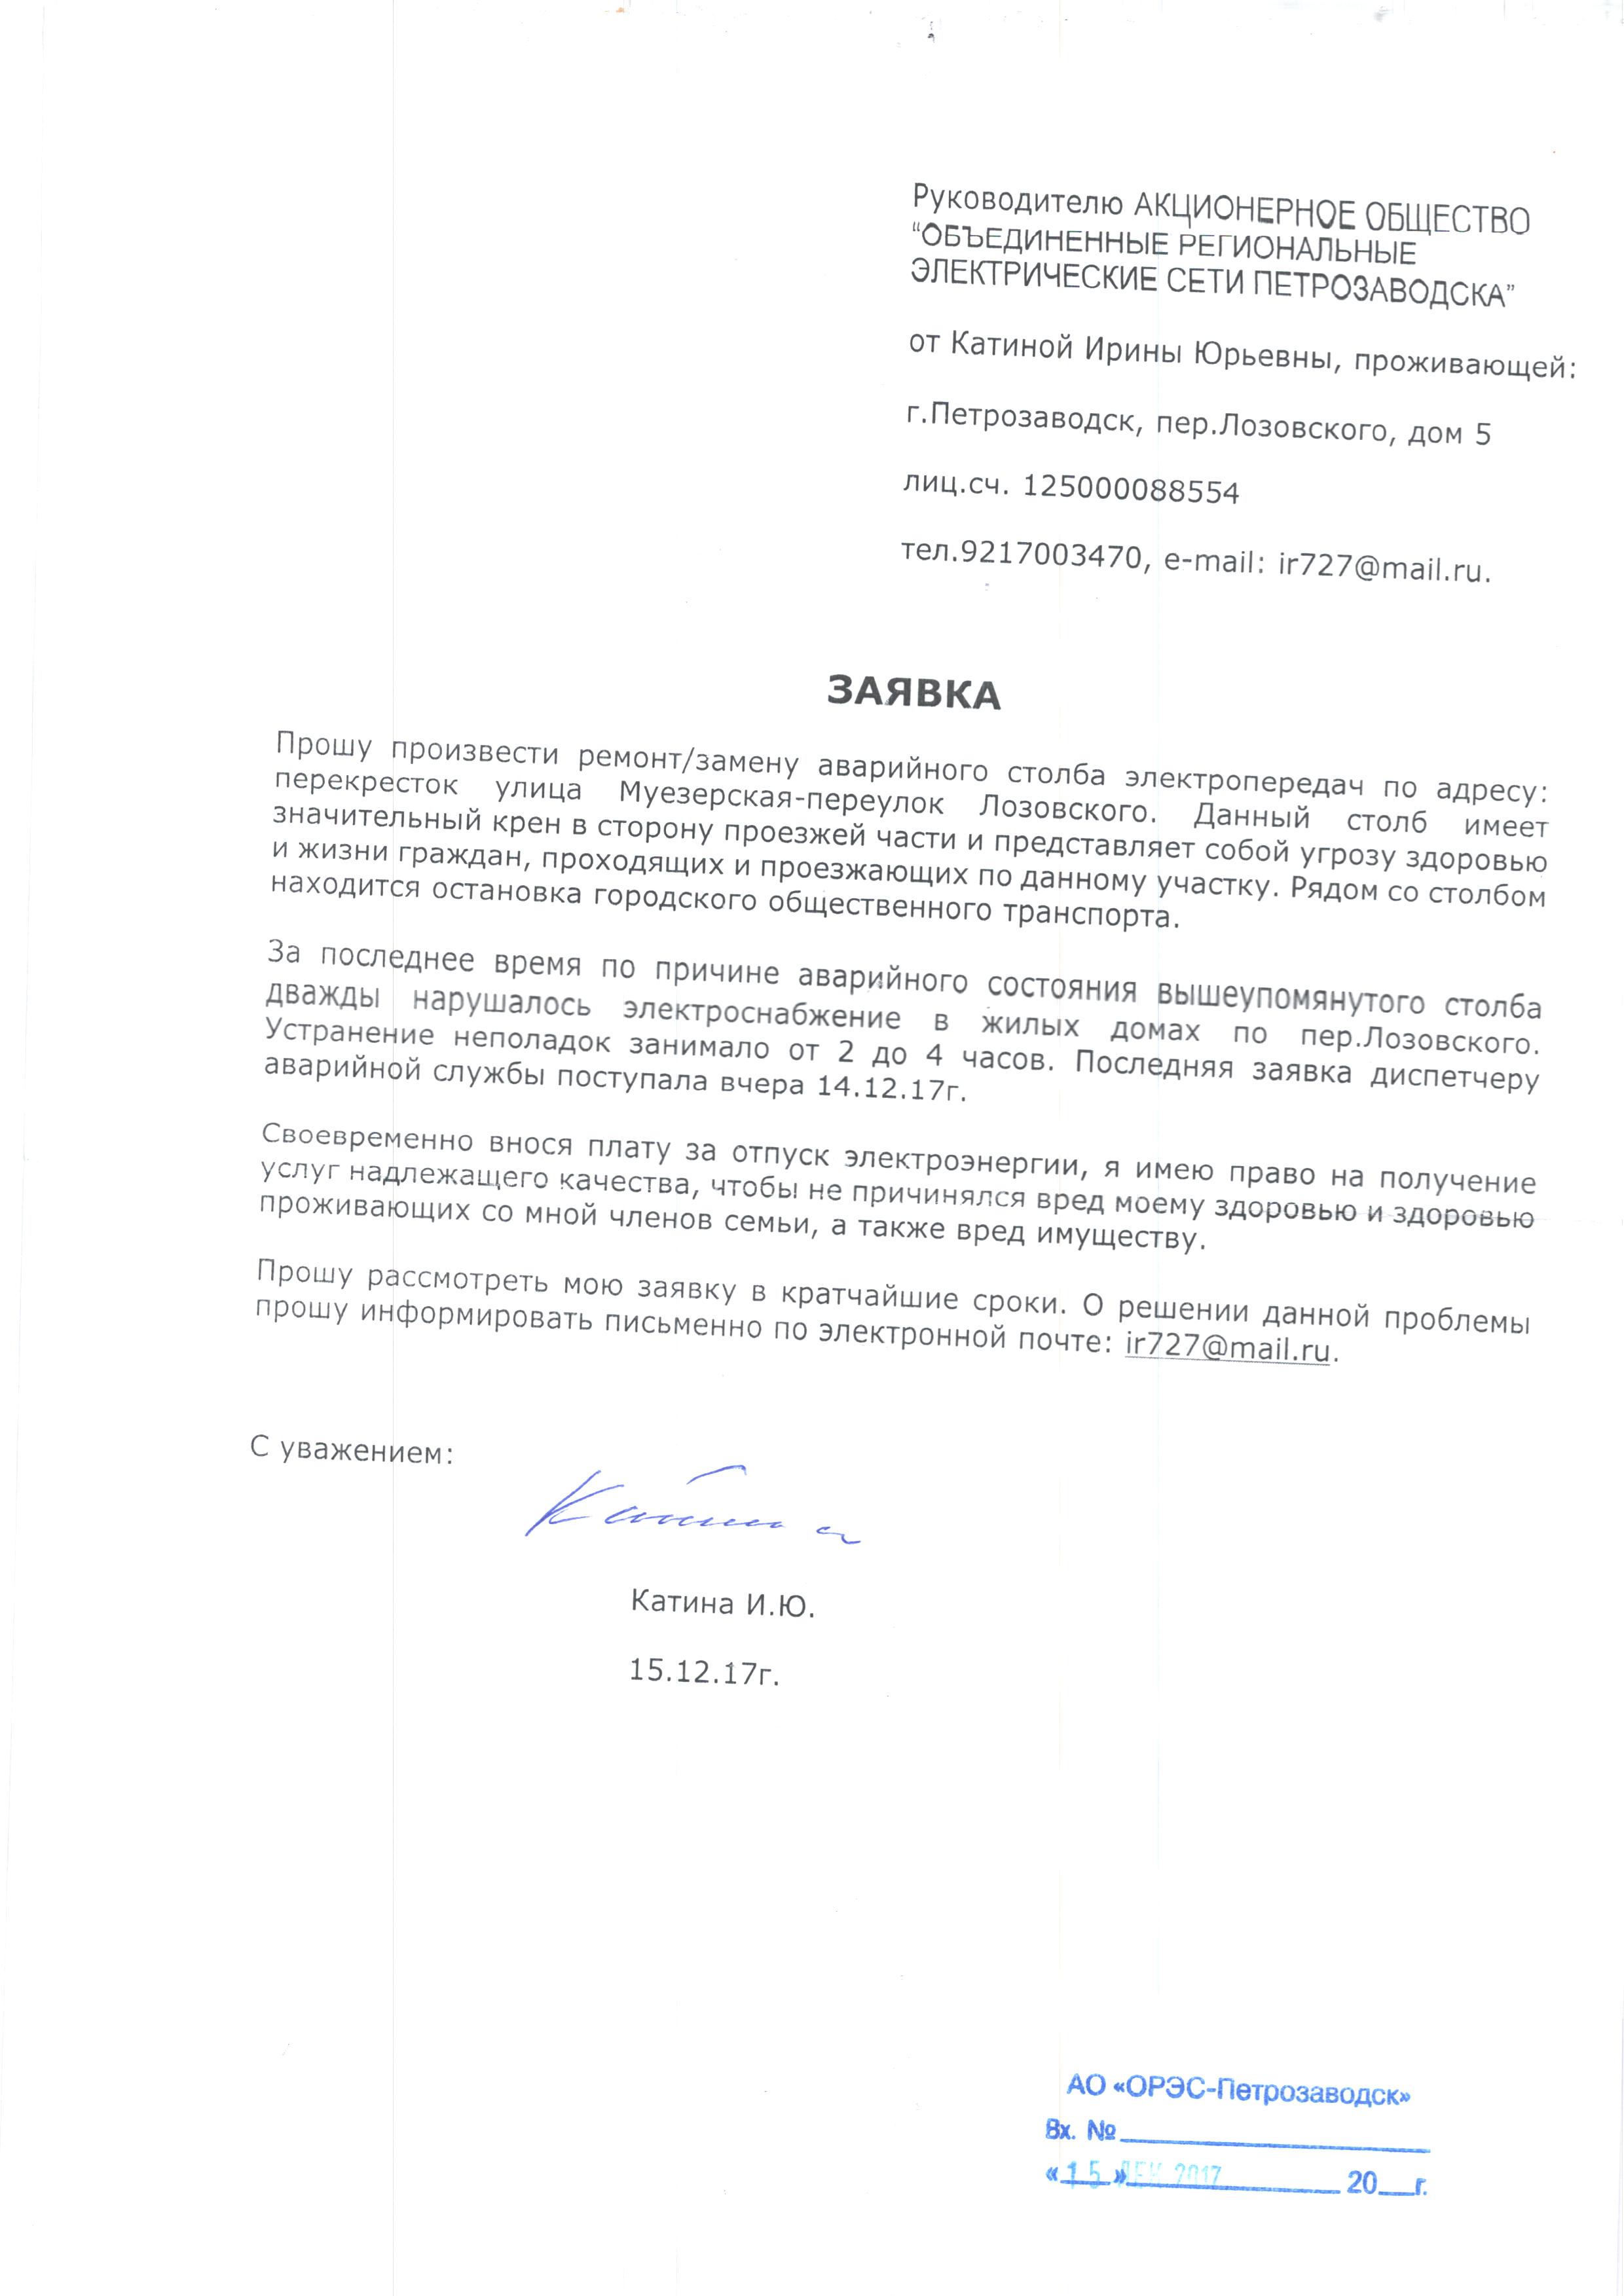 Руководителю АКЦИОНЕРНОЕ ОБЩЕСТВО
“ОБЪЕДИНЕННЫЕ РЕГИОНАЛЬНЫЕ
ЭЛЕКТРИЧЕСКИЕ СЕТИ ПЕТРОЗАВОДСКА”
от Катиной Ирины Юрьевны, проживающей:
г.Петрозаводск, пер.Лозовского, дом 5
лиц.сч. 125000088554
тел.9217003470, e-mail: ir727@mail.ru.
ЗАЯВКА
Прошу произвести ремонт/замену аварийного столба электропередач по адресу:
перекресток улица Муезерская-переулок Лозовского. Данный столб имеет
значительный крен в сторону проезжей части и представляет собой угрозу здоровью
и жизни граждан, проходящих и проезжающих по данному участку. Рядом со столбом
находится остановка городского общественного транспорта.
За последнее время по причине аварийного состояния вышеупомянутого столба
дважды нарушалось электроснабжение в жилых домах по пер.Лозовского.
Устранение неполадок занимало от 2 до 4 часов. Последняя заявка диспетчеру
аварийной службы поступала вчера 14.12.17г.
Своевременно внося плату за отпуск электроэнергии, я имею право на получение
услуг надлежащего качества, чтобы не причинялся вред моему здоровью и здоровью
проживающих со мной членов семьи, а также вред имуществу.
Прошу рассмотреть мою заявку в кратчайшие сроки. О решении данной проблемы
прошу информировать письменно по электронной почте: ir727@mail.ru.
С уважением:
Катина
Катина И.Ю.
15.12.17г.
АО «ОРЭС-Петрозаводск»
Вх. №
«15» ДЕК 2017 20 г.